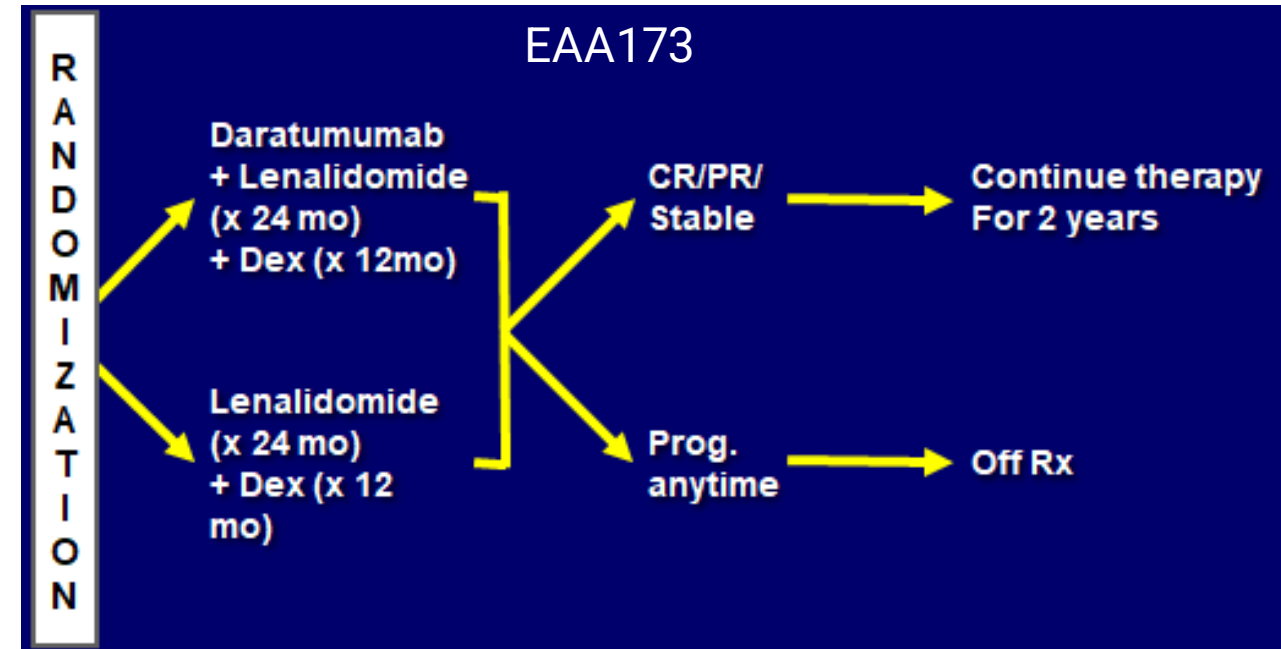 EAA173
RANDOMIZATION
Daratumumab
+ Lenalidomide
(x 24 mo)
+ Dex (x 12mo)
Lenalidomide
(x 24 mo)
+ Dex (x 12
mo)
CR/PR/
Stable
Continue therapy
For 2 years
Prog.
anytime
Off Rx